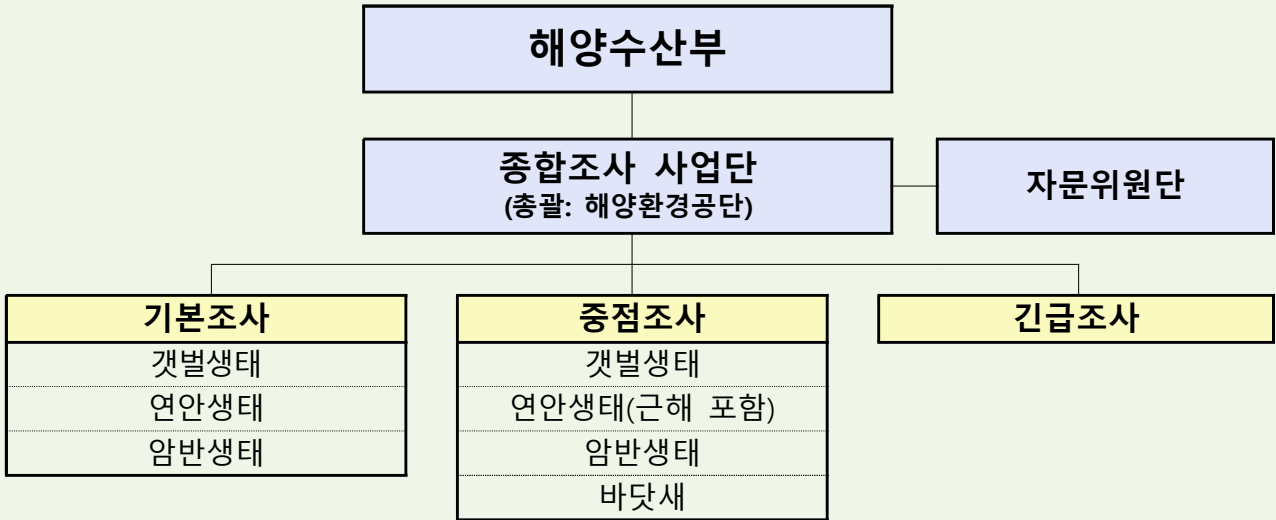 해양수산부
종합조사 사업단
(총괄: 해양환경공단)
자문위원단
기본조사
갯벌생태
연안생태
암반생태
중점조사
갯벌생태
연안생태(근해 포함)
암반생태
바닷새
긴급조사